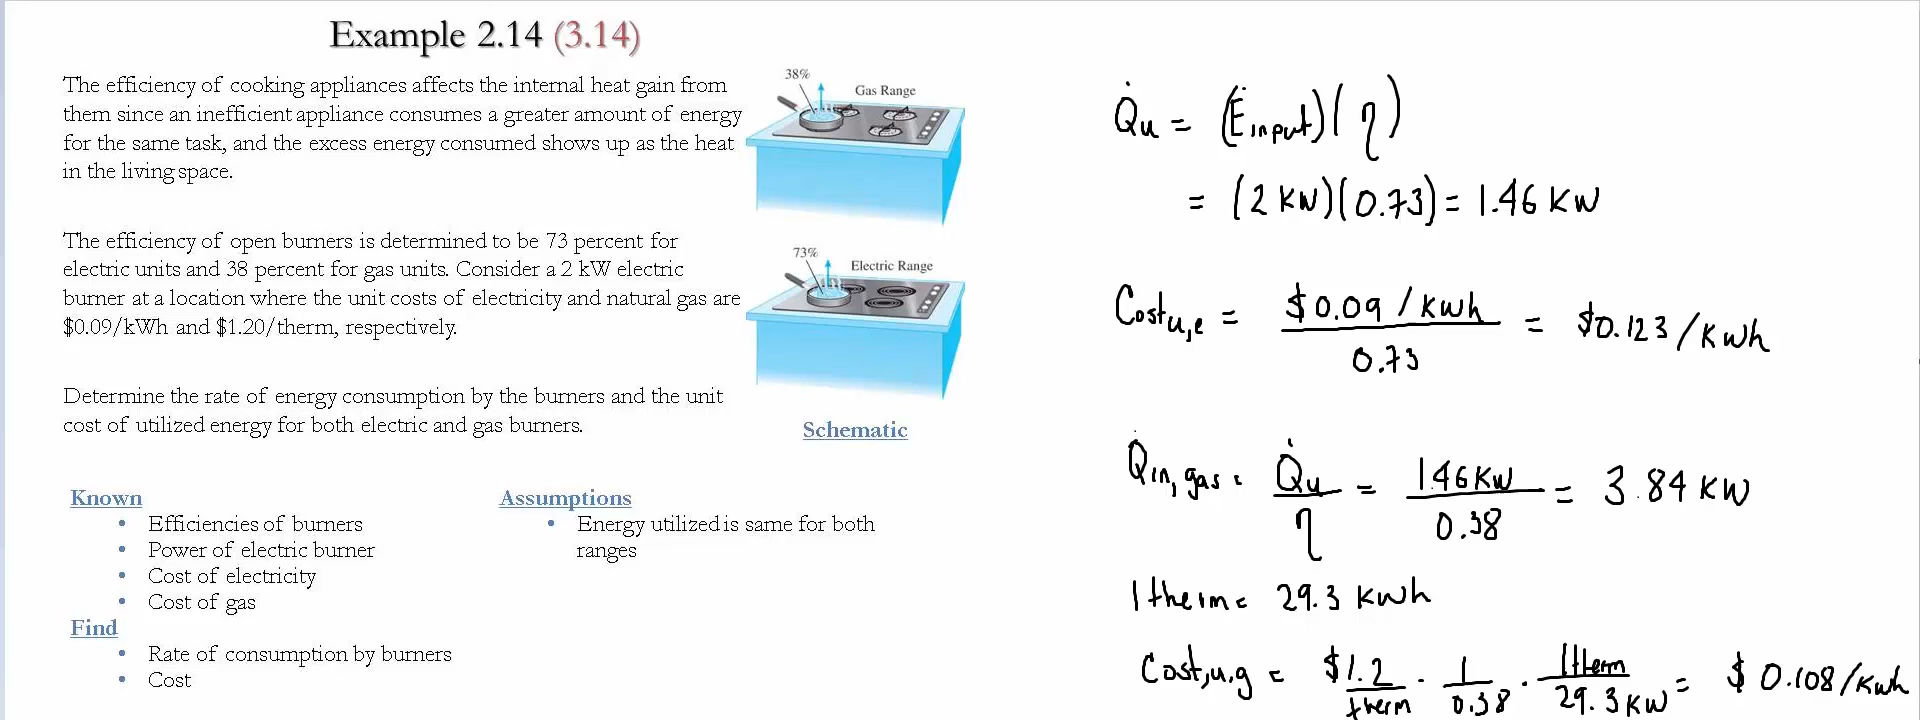 Example 2.14 (3.14)
The efficiency of cooking appliances affects the internal heat gain from
them since an inefficient appliance consumes a greater amount of energy
for the same task, and the excess energy consumed shows up as the heat
in the living space.
The efficiency of open burners is determined to be 73 percent for
electric units and 38 percent for gas units. Consider a 2 kW electric
burner at a location where the unit costs of electricity and natural gas are
$0.09/kWh and $1.20/therm, respectively.
Determine the rate of energy consumption by the burners and the unit
cost of utilized energy for both electric and gas burners.
Known
• Efficiencies of burners
• Power of electric burner
• Cost of electricity
• Cost of gas
Find
• Rate of consumption by burners
• Cost
Assumptions
• Energy utilized is same for both
ranges
38%
Gas Range
73%
Electric Range
Schematic
Q̇u = (Ėinput)(η)
= (2 KW)(0.73) = 1.46 KW
Costu,e = $0.09/kwh / 0.73 = $0.123/kwh
Q̇in, gas = Q̇u / η = 1.46 KW / 0.38 = 3.84 KW
1 therm = 29.3 kwh
Cost,u,g = $1.2 / therm · 1 / 0.38 · 1 therm / 29.3 KW = $0.108/kwh